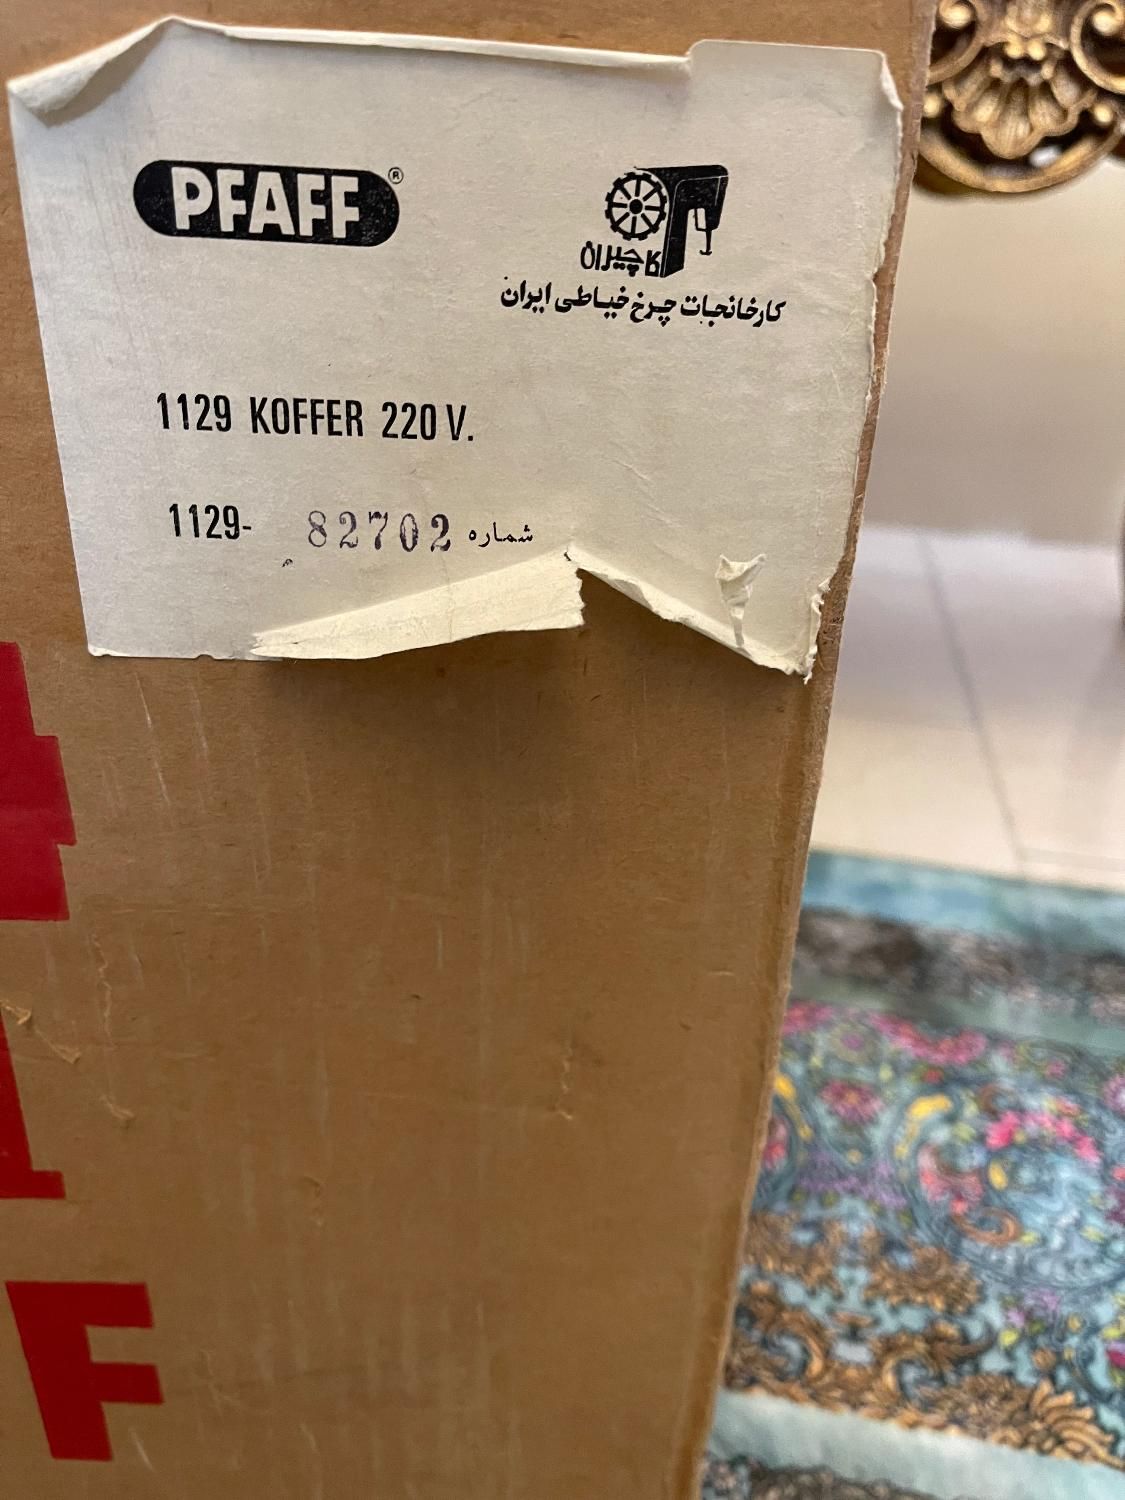 PFAFF®
کاچیران
کارخانجات چرخ خیاطی ایران
1129 KOFFER 220 V.
1129- 82702 شماره
F